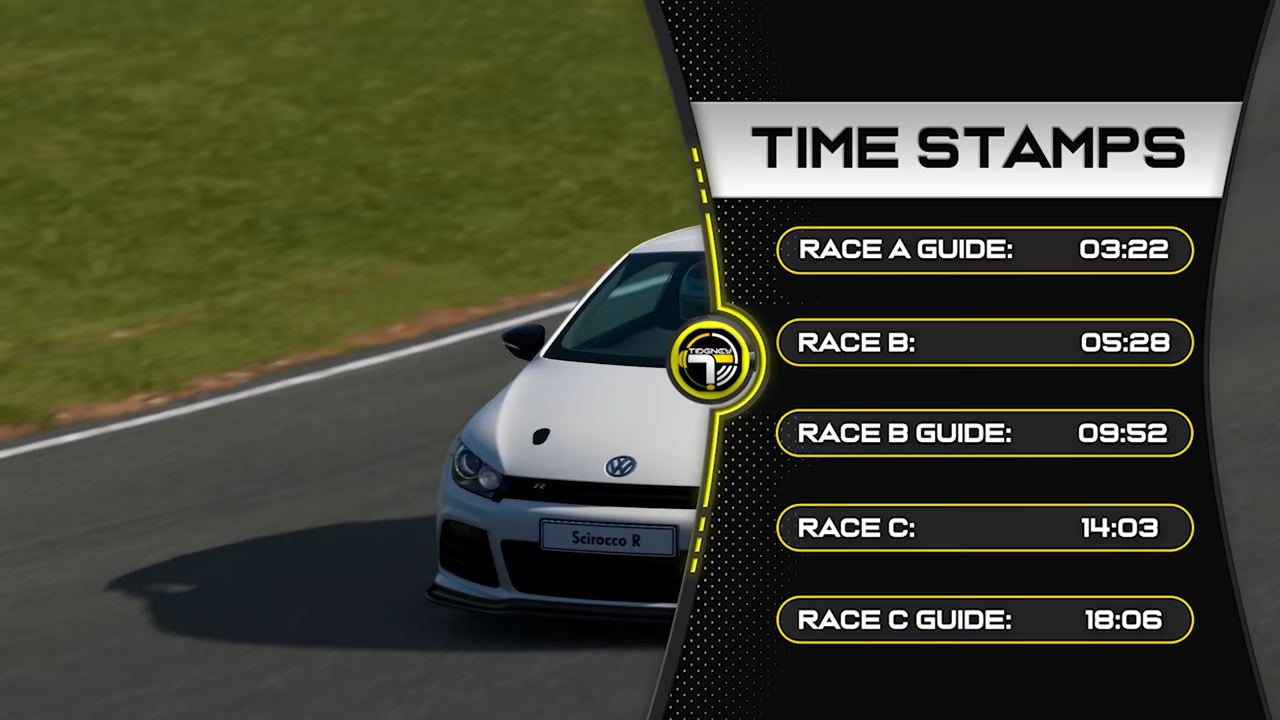 TIME STAMPS
RACE A GUIDE: 03:22
RACE B: 05:28
TIDGNEY
RACE B GUIDE: 09:52
R
Scirocco R
RACE C: 14:03
RACE C GUIDE: 18:06